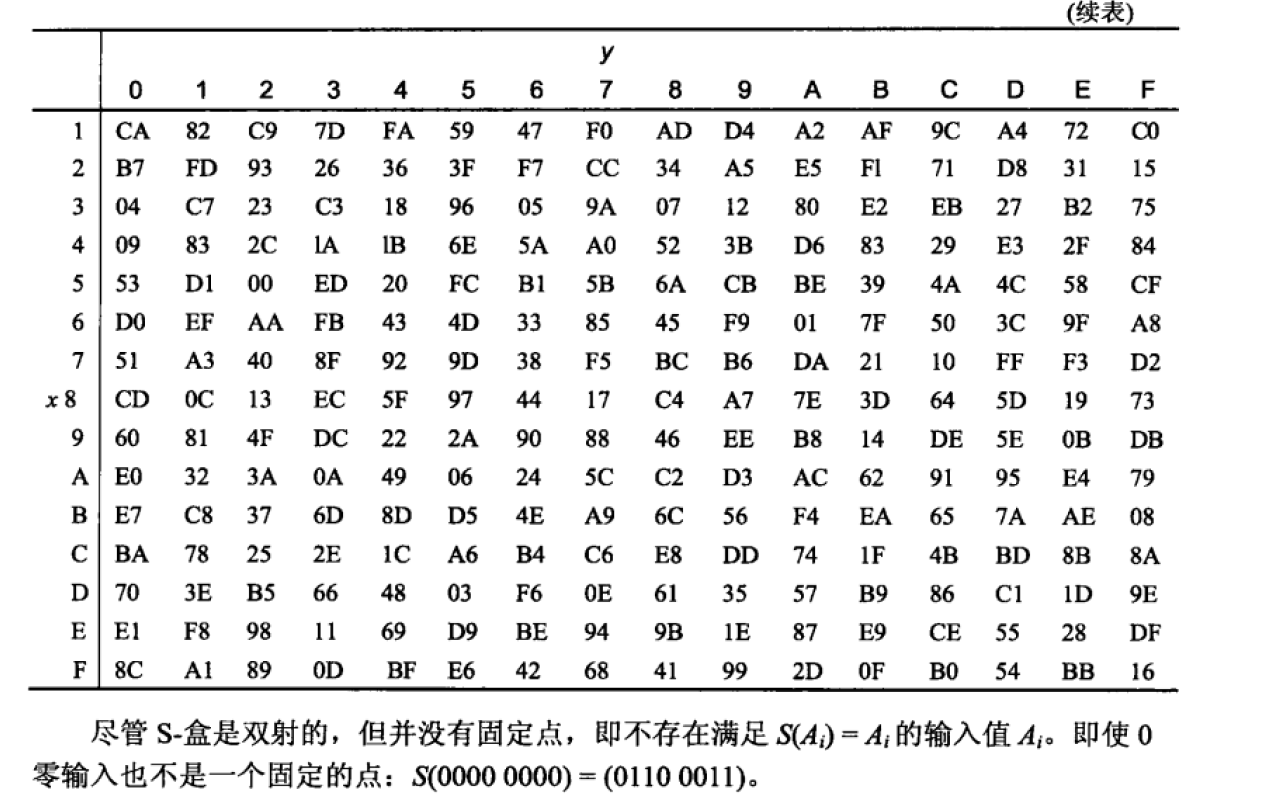 (续表)
y
0 1 2 3 4 5 6 7 8 9 A B C D E F
1 CA 82 C9 7D FA 59 47 F0 AD D4 A2 AF 9C A4 72 C0
2 B7 FD 93 26 36 3F F7 CC 34 A5 E5 F1 71 D8 31 15
3 04 C7 23 C3 18 96 05 9A 07 12 80 E2 EB 27 B2 75
4 09 83 2C 1A 1B 6E 5A A0 52 3B D6 83 29 E3 2F 84
5 53 D1 00 ED 20 FC B1 5B 6A CB BE 39 4A 4C 58 CF
6 D0 EF AA FB 43 4D 33 85 45 F9 01 7F 50 3C 9F A8
7 51 A3 40 8F 92 9D 38 F5 BC B6 DA 21 10 FF F3 D2
x 8 CD 0C 13 EC 5F 97 44 17 C4 A7 7E 3D 64 5D 19 73
9 60 81 4F DC 22 2A 90 88 46 EE B8 14 DE 5E 0B DB
A E0 32 3A 0A 49 06 24 5C C2 D3 AC 62 91 95 E4 79
B E7 C8 37 6D 8D D5 4E A9 6C 56 F4 EA 65 7A AE 08
C BA 78 25 2E 1C A6 B4 C6 E8 DD 74 1F 4B BD 8B 8A
D 70 3E B5 66 48 03 F6 0E 61 35 57 B9 86 C1 1D 9E
E E1 F8 98 11 69 D9 BE 94 9B 1E 87 E9 CE 55 28 DF
F 8C A1 89 0D BF E6 42 68 41 99 2D 0F B0 54 BB 16
尽管 S-盒是双射的，但并没有固定点，即不存在满足 S(Ai) = Ai 的输入值 Ai。即使 0
零输入也不是一个固定的点：S(0000 0000) = (0110 0011)。